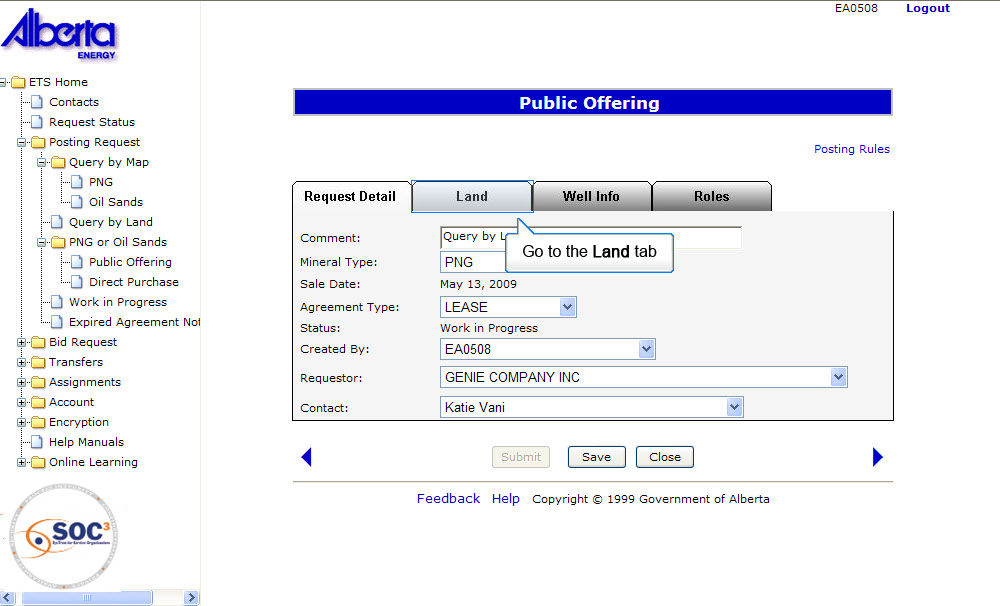 EA0508 Logout
Alberta
ENERGY
ETS Home
Contacts
Request Status
Posting Request
Query by Map
PNG
Oil Sands
Query by Land
PNG or Oil Sands
Public Offering
Direct Purchase
Work in Progress
Expired Agreement Not
Bid Request
Transfers
Assignments
Account
Encryption
Help Manuals
Online Learning
SOC3
Public Offering
Posting Rules
Request Detail Land Well Info Roles
Comment: Query by L
Go to the Land tab
Mineral Type: PNG
Sale Date: May 13, 2009
Agreement Type: LEASE
Status: Work in Progress
Created By: EA0508
Requestor: GENIE COMPANY INC
Contact: Katie Vani
Submit Save Close
Feedback Help Copyright © 1999 Government of Alberta